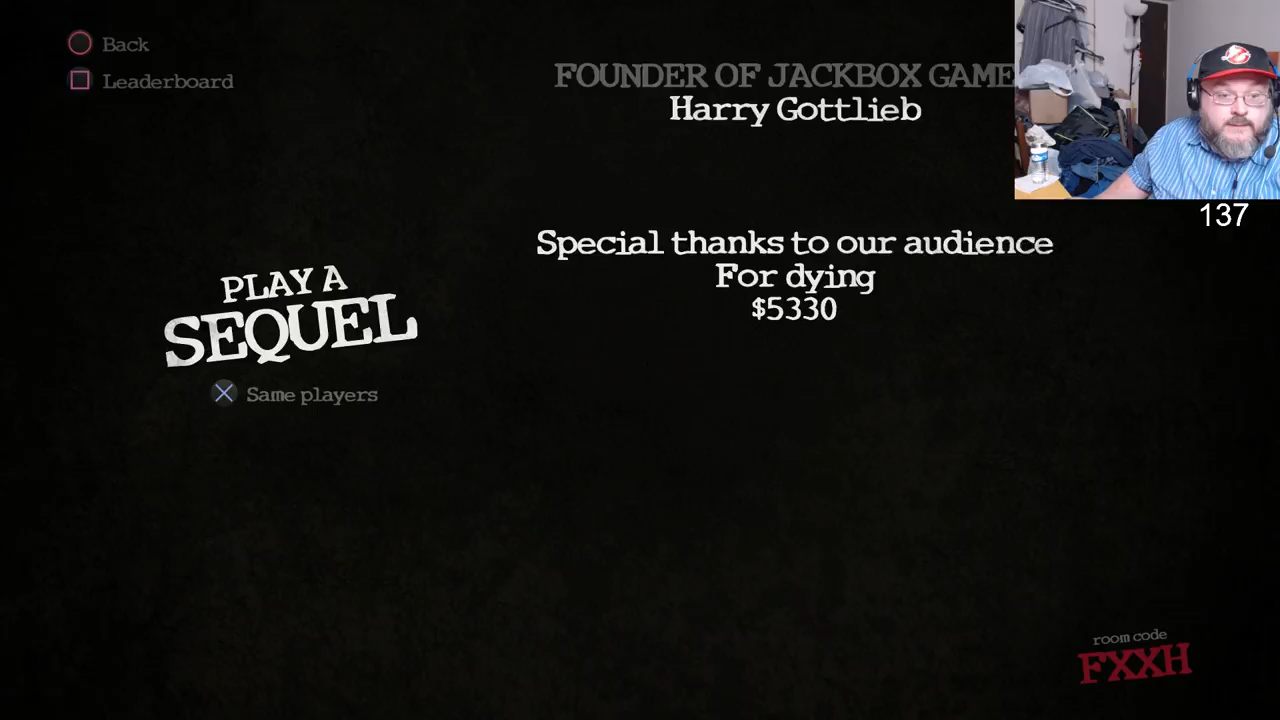 Back
Leaderboard
FOUNDER OF JACKBOX GAME
Harry Gottlieb
137
Special thanks to our audience
For dying
$5330
PLAY A
SEQUEL
Same players
room code
FXXH